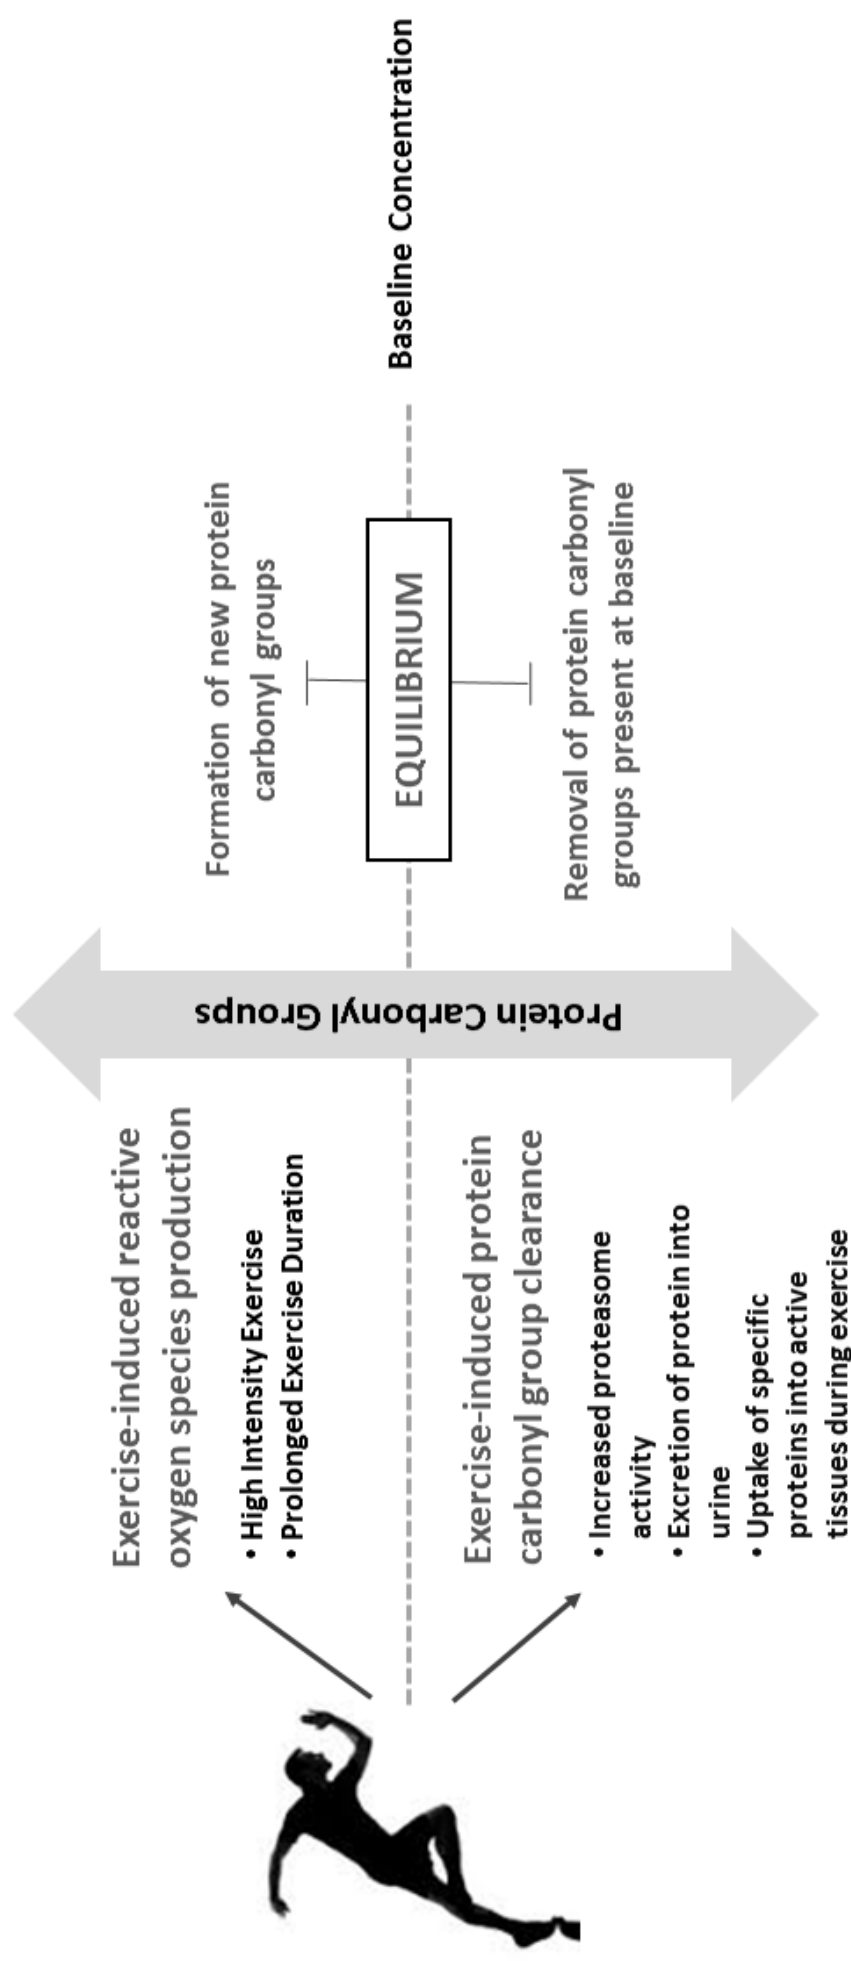 Exercise-induced reactive
oxygen species production
• High Intensity Exercise
• Prolonged Exercise Duration
Exercise-induced protein
carbonyl group clearance
• Increased proteasome
activity
• Excretion of protein into
urine
• Uptake of specific
proteins into active
tissues during exercise
Protein Carbonyl Groups
Formation of new protein
carbonyl groups
EQUILIBRIUM
Removal of protein carbonyl
groups present at baseline
Baseline Concentration